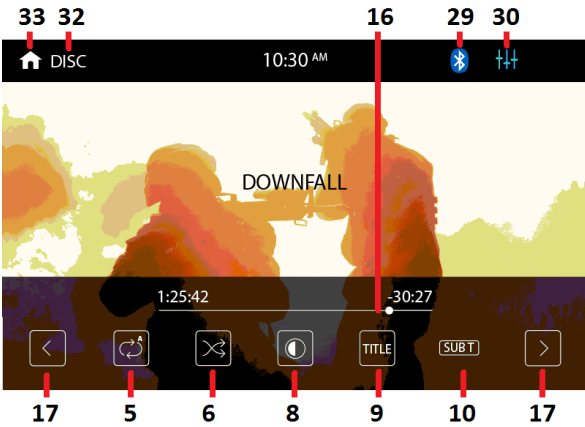 33 32 16 29 30
DISC 10:30 AM
DOWNFALL
1:25:42 -30:27
A
TITLE SUBT
17 5 6 8 9 10 17